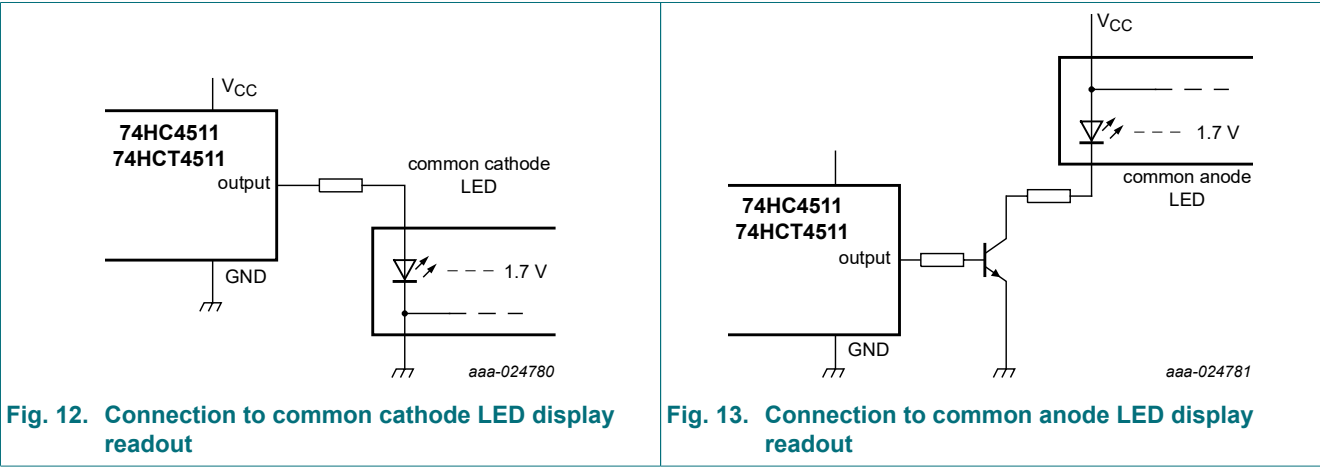 VCC
74HC4511
74HCT4511
output
common cathode
LED
1.7 V
GND
aaa-024780
Fig. 12. Connection to common cathode LED display
readout
VCC
1.7 V
common anode
LED
74HC4511
74HCT4511
output
GND
aaa-024781
Fig. 13. Connection to common anode LED display
readout